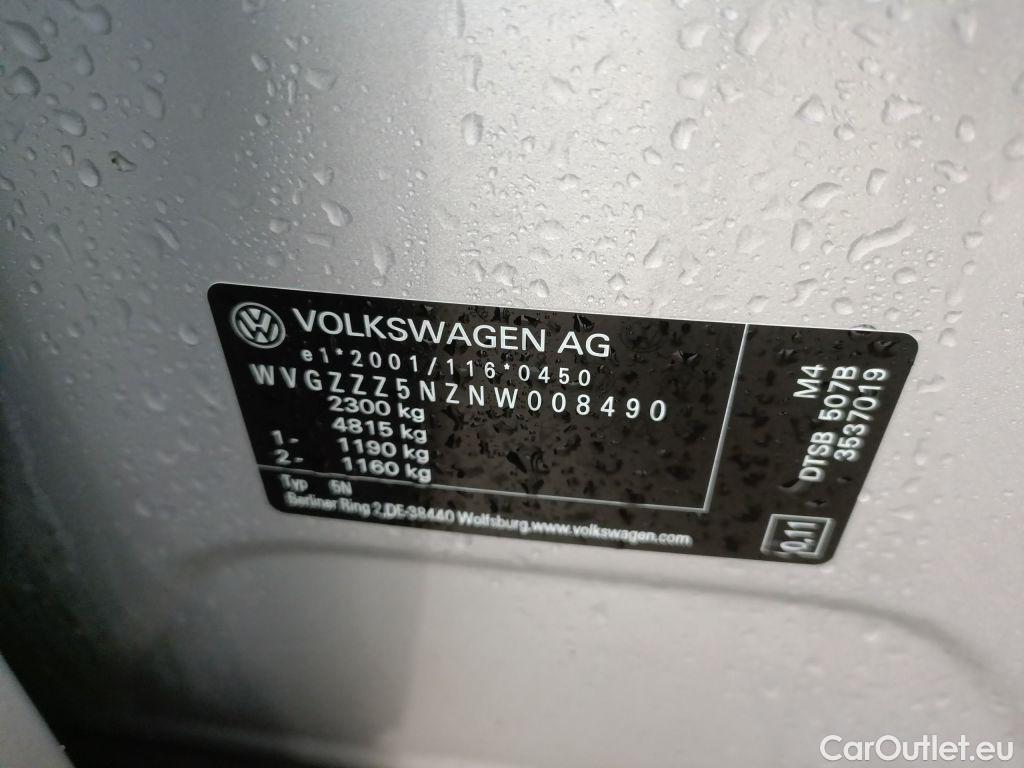 VOLKSWAGEN AG
e1*2001/116*0450
WVGZZZ5NZNW008490
2300 kg
4815 kg
1.- 1190 kg
2.- 1160 kg
Typ 5N
Berliner Ring 2,DE-38440 Wolfsburg.www.volkswagen.com
M4
DTSB 507B
3537019
0,11
CarOutlet.eu